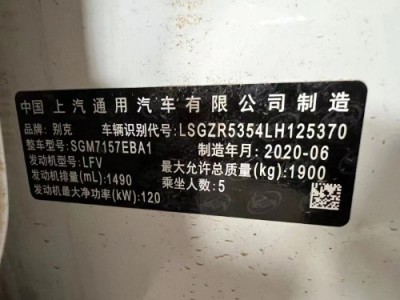 中国 上汽通用汽车有限公司制造
品牌:别克 车辆识别代号:LSGZR5354LH125370
整车型号:SGM7157EBA1 制造年月:2020-06
发动机型号:LFV 最大允许总质量(kg):1900
发动机排量(mL):1490 乘坐人数:5
发动机最大净功率(kW):120